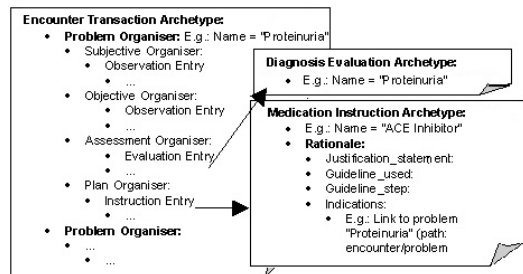 Encounter Transaction Archetype:
Problem Organiser: E.g.: Name = "Proteinuria"
Subjective Organiser:
Observation Entry
...
Objective Organiser:
Observation Entry
...
Assessment Organiser:
Evaluation Entry
...
Plan Organiser:
Instruction Entry
...
Problem Organiser:
...
...
Diagnosis Evaluation Archetype:
E.g.: Name = "Proteinuria"
Medication Instruction Archetype:
E.g.: Name = "ACE Inhibitor"
Rationale:
Justification_statement:
Guideline_used:
Guideline_step:
Indications:
E.g.: Link to problem
"Proteinuria" (path:
encounter/problem